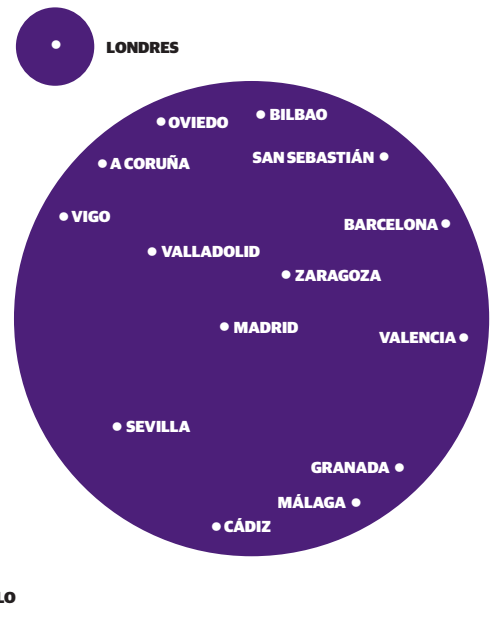 LONDRES
OVIEDO
BILBAO
A CORUÑA
SAN SEBASTIÁN
VIGO
BARCELONA
VALLADOLID
ZARAGOZA
MADRID
VALENCIA
SEVILLA
GRANADA
MÁLAGA
CÁDIZ
LO